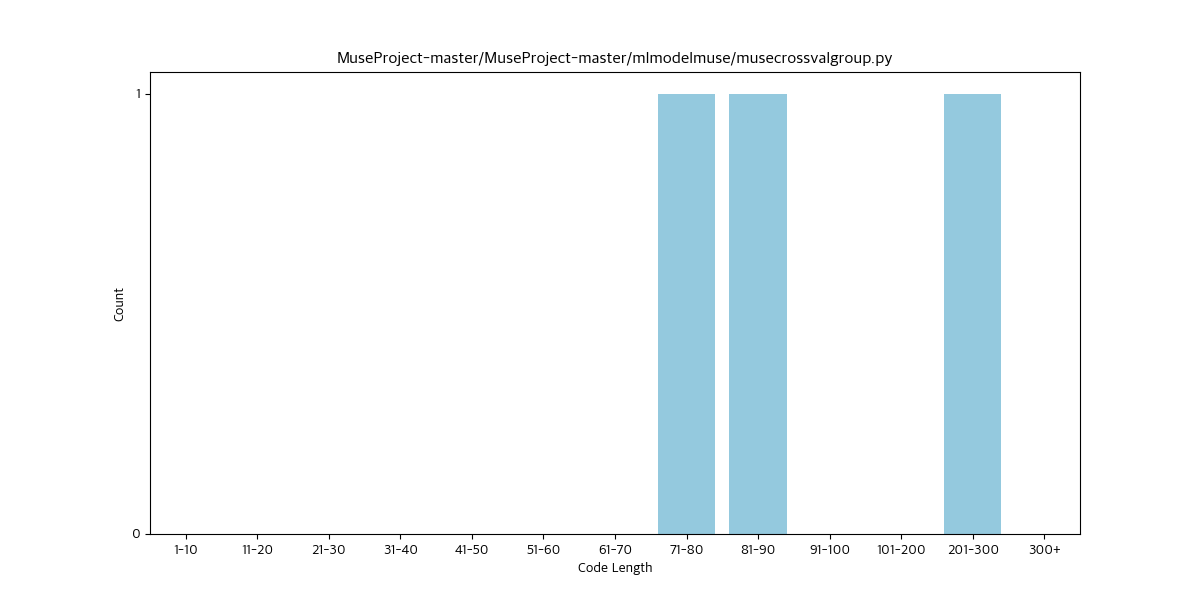 MuseProject-master/MuseProject-master/mlmodelmuse/musecrossvalgroup.py
1
Count
0
1-10 11-20 21-30 31-40 41-50 51-60 61-70 71-80 81-90 91-100 101-200 201-300 300+
Code Length